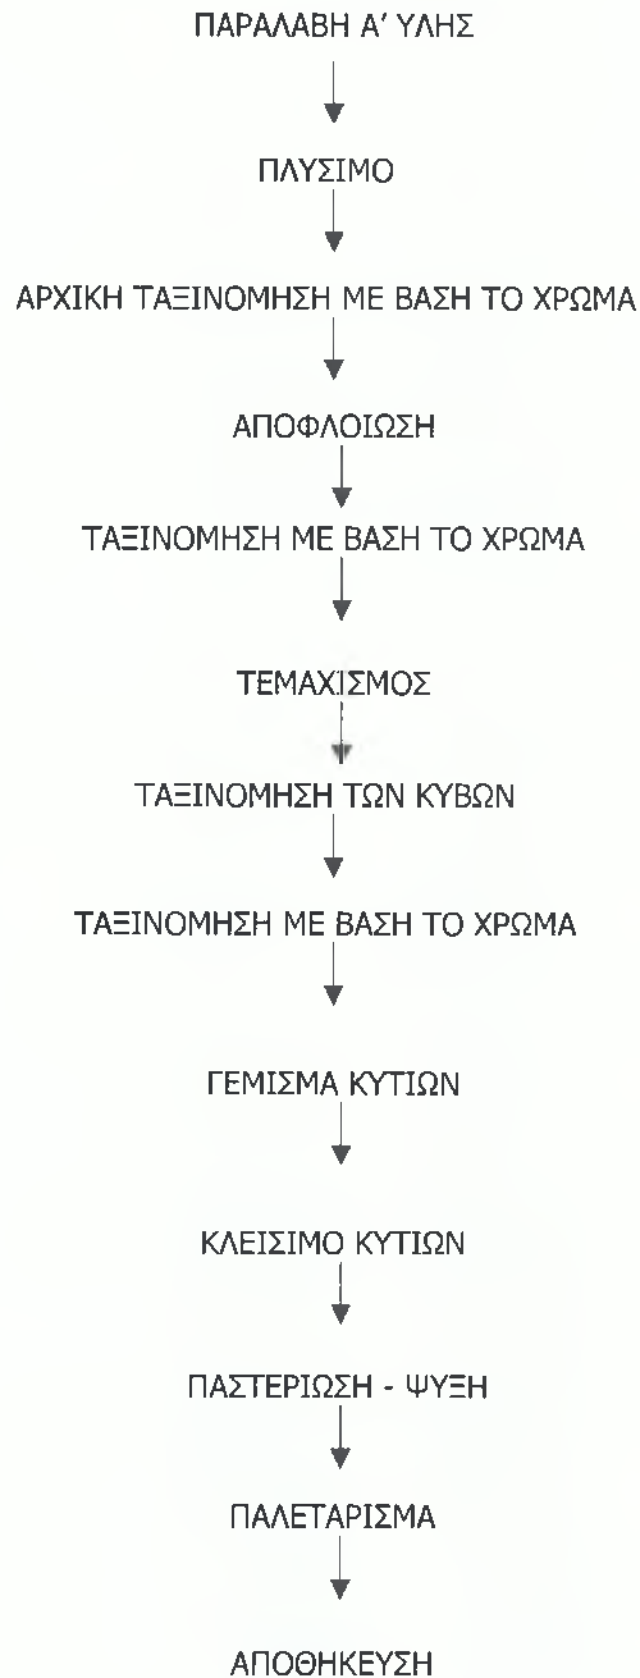 ΠΑΡΑΛΑΒΗ Α' ΥΛΗΣ
ΠΛΥΣΙΜΟ
ΑΡΧΙΚΗ ΤΑΞΙΝΟΜΗΣΗ ΜΕ ΒΑΣΗ ΤΟ ΧΡΩΜΑ
ΑΠΟΦΛΟΙΩΣΗ
ΤΑΞΙΝΟΜΗΣΗ ΜΕ ΒΑΣΗ ΤΟ ΧΡΩΜΑ
ΤΕΜΑΧΙΣΜΟΣ
ΤΑΞΙΝΟΜΗΣΗ ΤΩΝ ΚΥΒΩΝ
ΤΑΞΙΝΟΜΗΣΗ ΜΕ ΒΑΣΗ ΤΟ ΧΡΩΜΑ
ΓΕΜΙΣΜΑ ΚΥΤΙΩΝ
ΚΛΕΙΣΙΜΟ ΚΥΤΙΩΝ
ΠΑΣΤΕΡΙΩΣΗ - ΨΥΞΗ
ΠΑΛΕΤΑΡΙΣΜΑ
ΑΠΟΘΗΚΕΥΣΗ